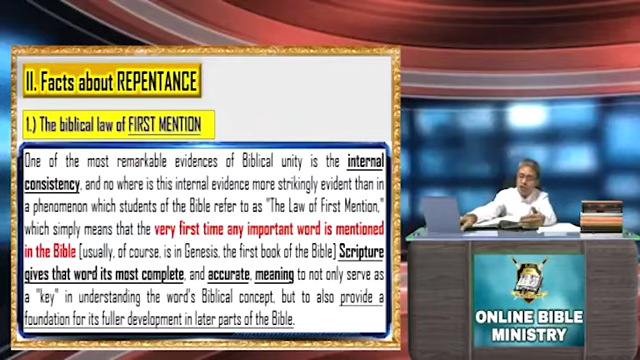 II. Facts about REPENTANCE
1.) The biblical law of FIRST MENTION
One of the most remarkable evidences of Biblical unity is the internal
consistency, and no where is this internal evidence more strikingly evident than in
a phenomenon which students of the Bible refer to as "The Law of First Mention,"
which simply means that the very first time any important word is mentioned
in the Bible [usually, of course, is in Genesis, the first book of the Bible] Scripture
gives that word its most complete, and accurate, meaning to not only serve as
a "key" in understanding the word's Biblical concept, but to also provide a
foundation for its fuller development in later parts of the Bible.
ONLINE BIBLE
MINISTRY